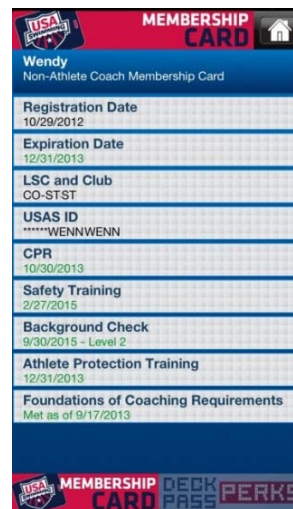 USA
SWIMMING
MEMBERSHIP
CARD
Wendy
Non-Athlete Coach Membership Card
Registration Date
10/29/2012
Expiration Date
12/31/2013
LSC and Club
CO-STST
USAS ID
******WENNWENN
CPR
10/30/2013
Safety Training
2/27/2015
Background Check
9/30/2015 - Level 2
Athlete Protection Training
12/31/2013
Foundations of Coaching Requirements
Met as of 9/17/2013
USA
SWIMMING
MEMBERSHIP
CARD
DECK
PASS
PERKS